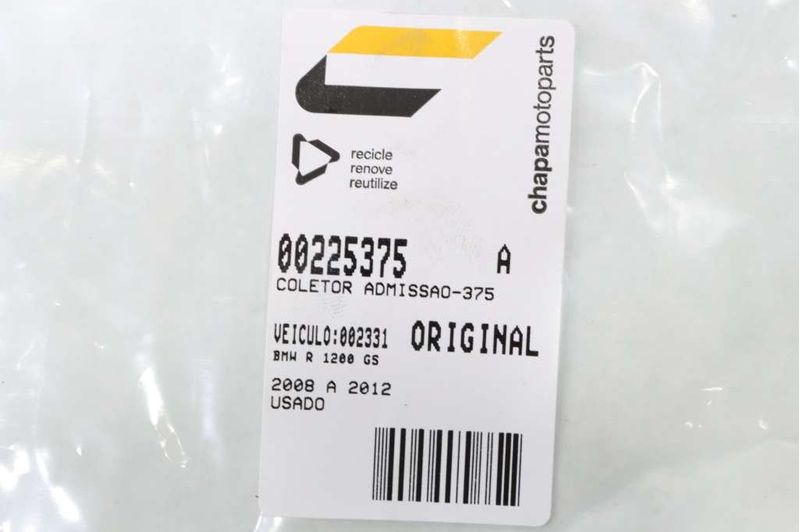 chapamotoparts
recicle
renove
reutilize
00225375 A
COLETOR ADMISSAO-375
VEICULO:002331 ORIGINAL
BMW R 1200 GS
2008 A 2012
USADO